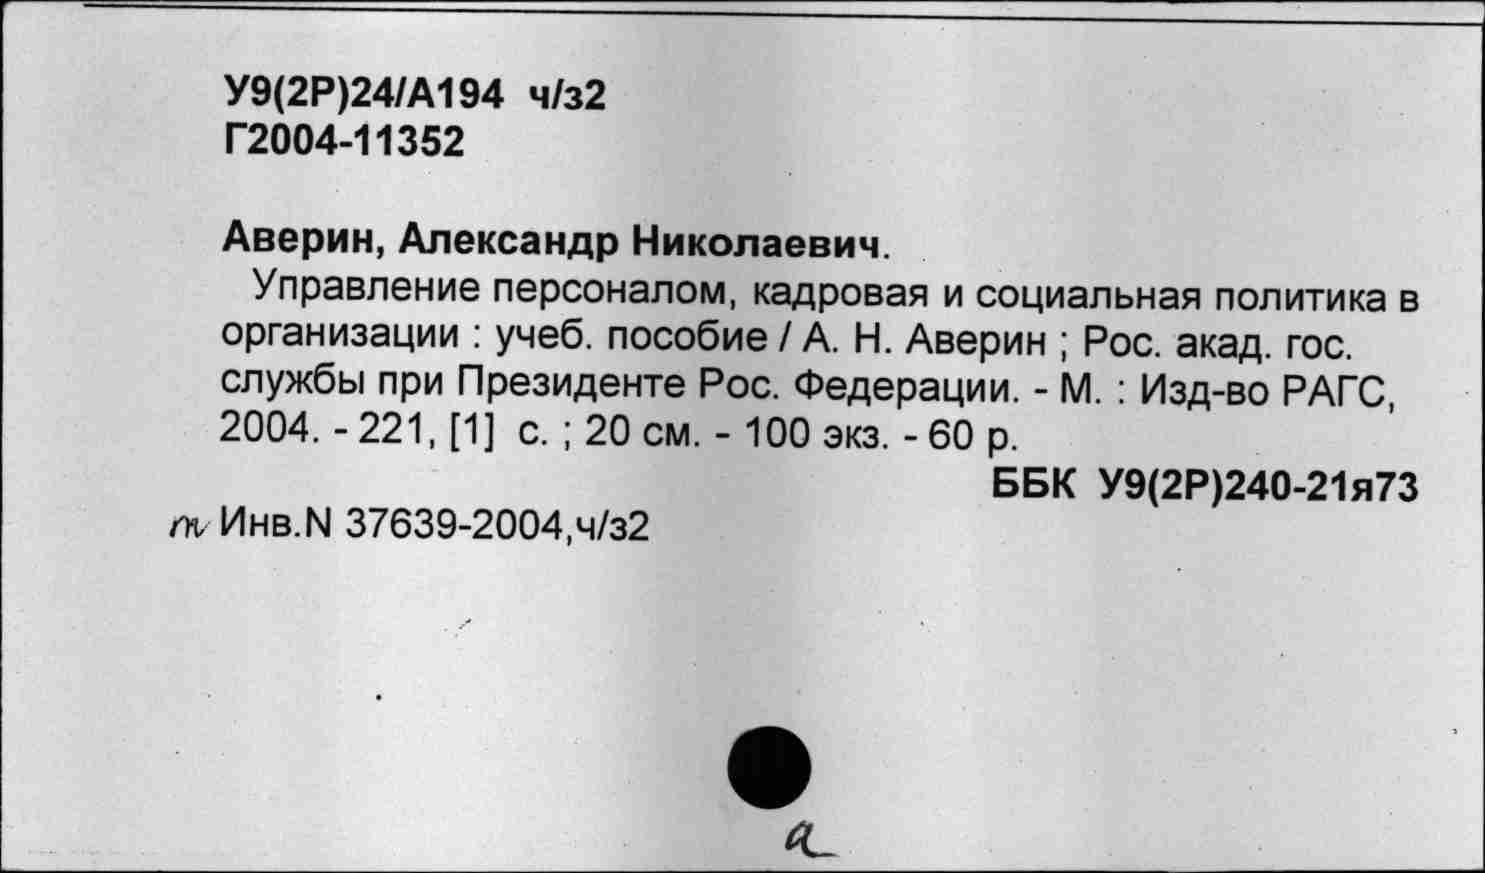 У9(2Р)24/А194 ч/з2
Г2004-11352
Аверин, Александр Николаевич.
Управление персоналом, кадровая и социальная политика в
организации : учеб. пособие / А. Н. Аверин ; Рос. акад. гос.
службы при Президенте Рос. Федерации. - М. : Изд-во РАГС,
2004. - 221, [1] с. ; 20 см. - 100 экз. - 60 р.
ББК У9(2Р)240-21я73
Инв.N 37639-2004,ч/з2
а